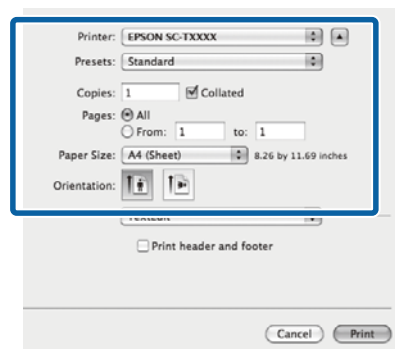 Printer: EPSON SC-TXXXX
Presets: Standard
Copies: 1 Collated
Pages: All
From: 1 to: 1
Paper Size: A4 (Sheet) 8.26 by 11.69 inches
Orientation:
TextEdit
Print header and footer
Cancel Print